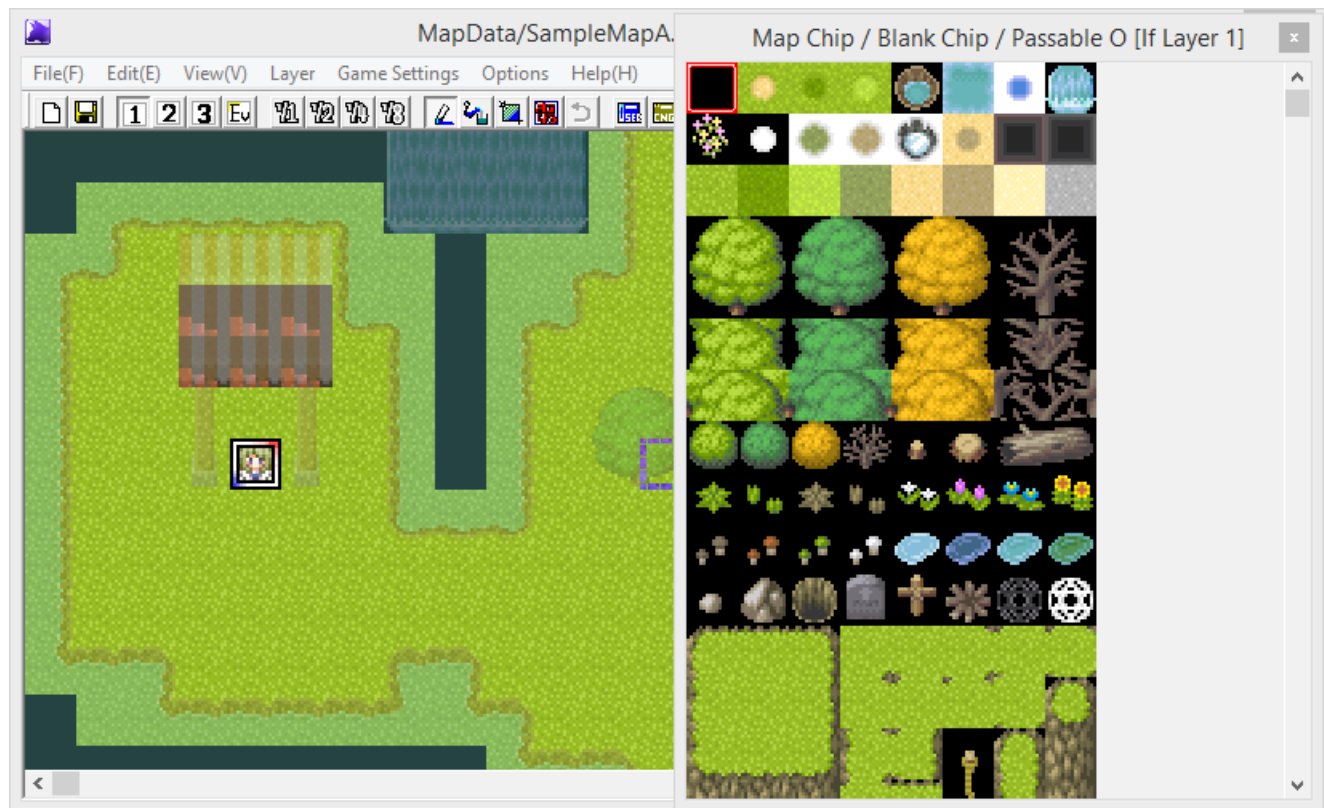 MapData/SampleMapA.
Map Chip / Blank Chip / Passable O [If Layer 1]
x
File(F) Edit(E) View(V) Layer Game Settings Options Help(H)
1 2 3 Ev